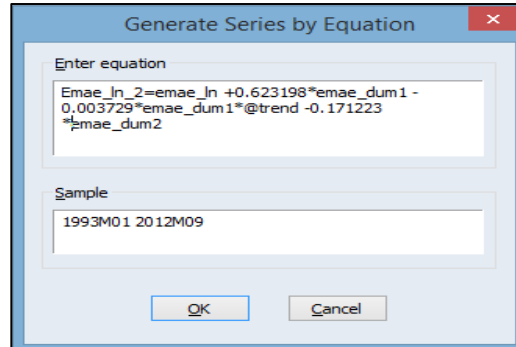 Generate Series by Equation
Enter equation
Emae_ln_2=emae_ln +0.623198*emae_dum1 -
0.003729*emae_dum1*@trend -0.171223
*emae_dum2
Sample
1993M01 2012M09
OK
Cancel